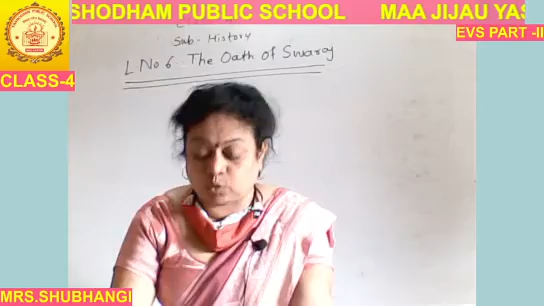 SHODHAM PUBLIC SCHOOL MAA JIJAU YAS
EVS PART -II
Sub- History
L No 6 The Oath of Swaraj
CLASS-4
MRS.SHUBHANGI